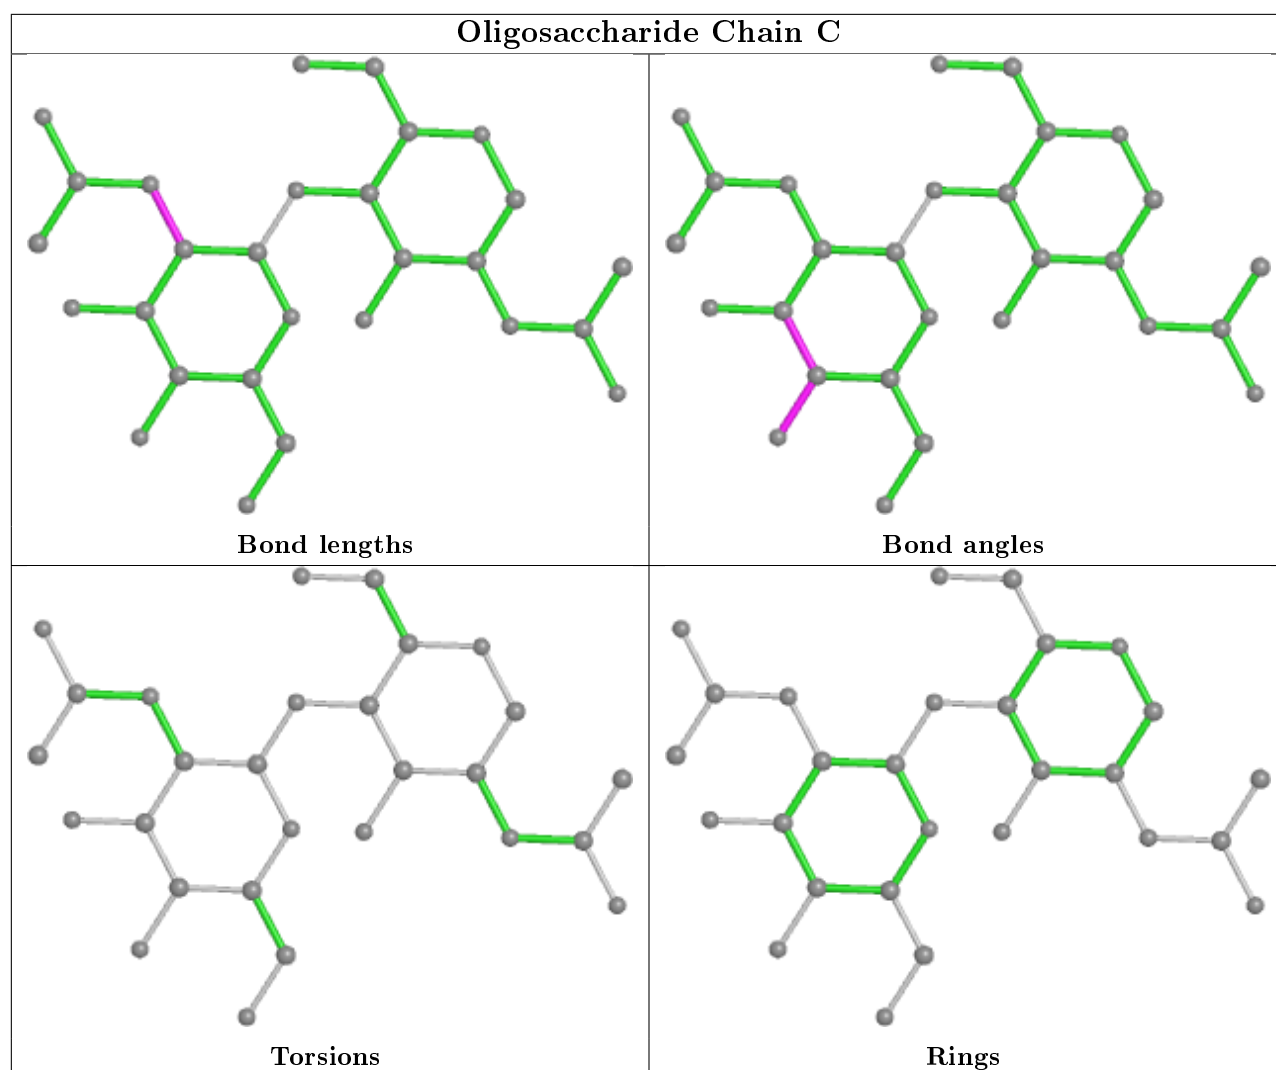 Oligosaccharide Chain C
Bond lengths
Bond angles
Torsions
Rings